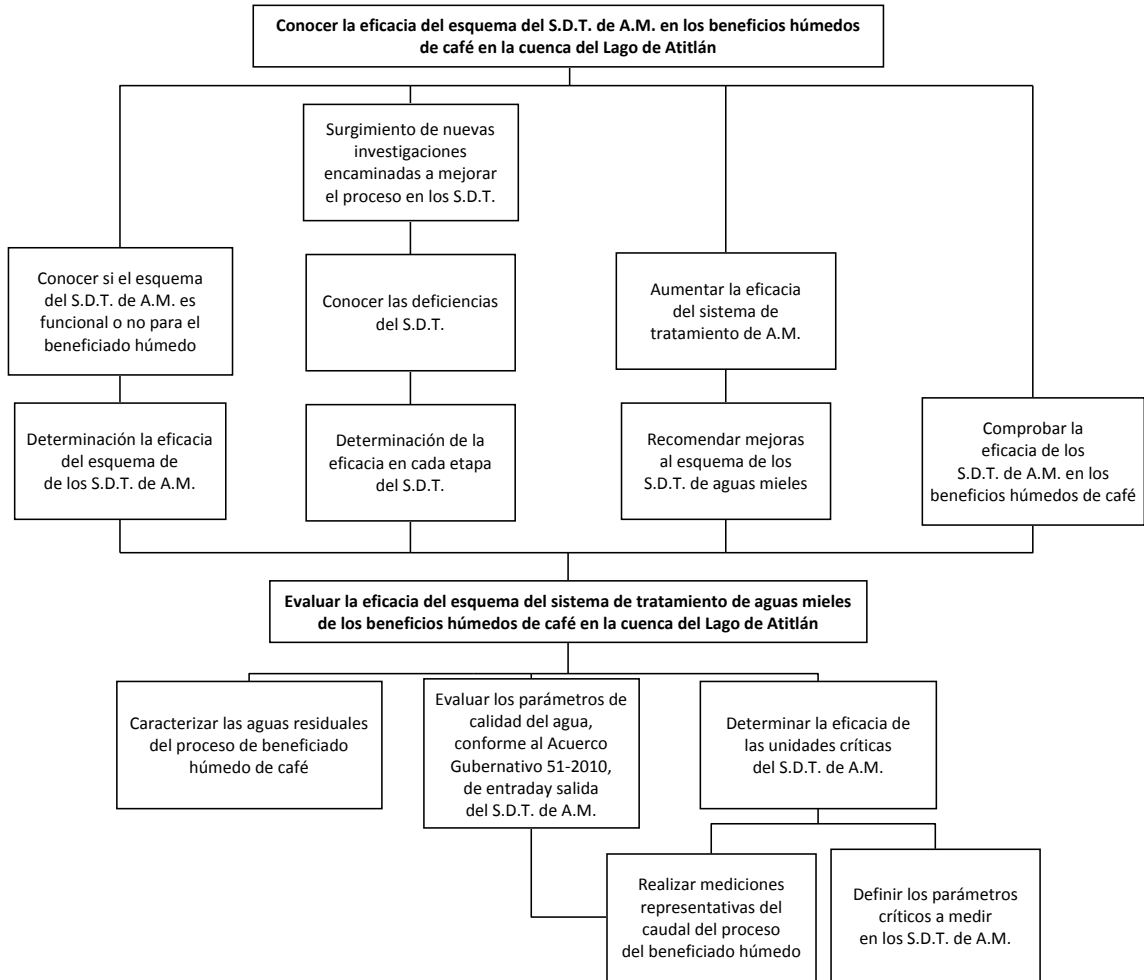 Conocer la eficacia del esquema del S.D.T. de A.M. en los beneficios húmedos
de café en la cuenca del Lago de Atitlán
Surgimiento de nuevas
investigaciones
encaminadas a mejorar
el proceso en los S.D.T.
Conocer si el esquema
del S.D.T. de A.M. es
funcional o no para el
beneficiado húmedo
Conocer las deficiencias
del S.D.T.
Aumentar la eficacia
del sistema de
tratamiento de A.M.
Determinación la eficacia
del esquema de
de los S.D.T. de A.M.
Determinación de la
eficacia en cada etapa
del S.D.T.
Recomendar mejoras
al esquema de los
S.D.T. de aguas mieles
Comprobar la
eficacia de los
S.D.T. de A.M. en los
beneficios húmedos de café
Evaluar la eficacia del esquema del sistema de tratamiento de aguas mieles
de los beneficios húmedos de café en la cuenca del Lago de Atitlán
Caracterizar las aguas residuales
del proceso de beneficiado
húmedo de café
Evaluar los parámetros de
calidad del agua,
conforme al Acuerco
Gubernativo 51-2010,
de entraday salida
del S.D.T. de A.M.
Determinar la eficacia de
las unidades críticas
del S.D.T. de A.M.
Realizar mediciones
representativas del
caudal del proceso
del beneficiado húmedo
Definir los parámetros
críticos a medir
en los S.D.T. de A.M.